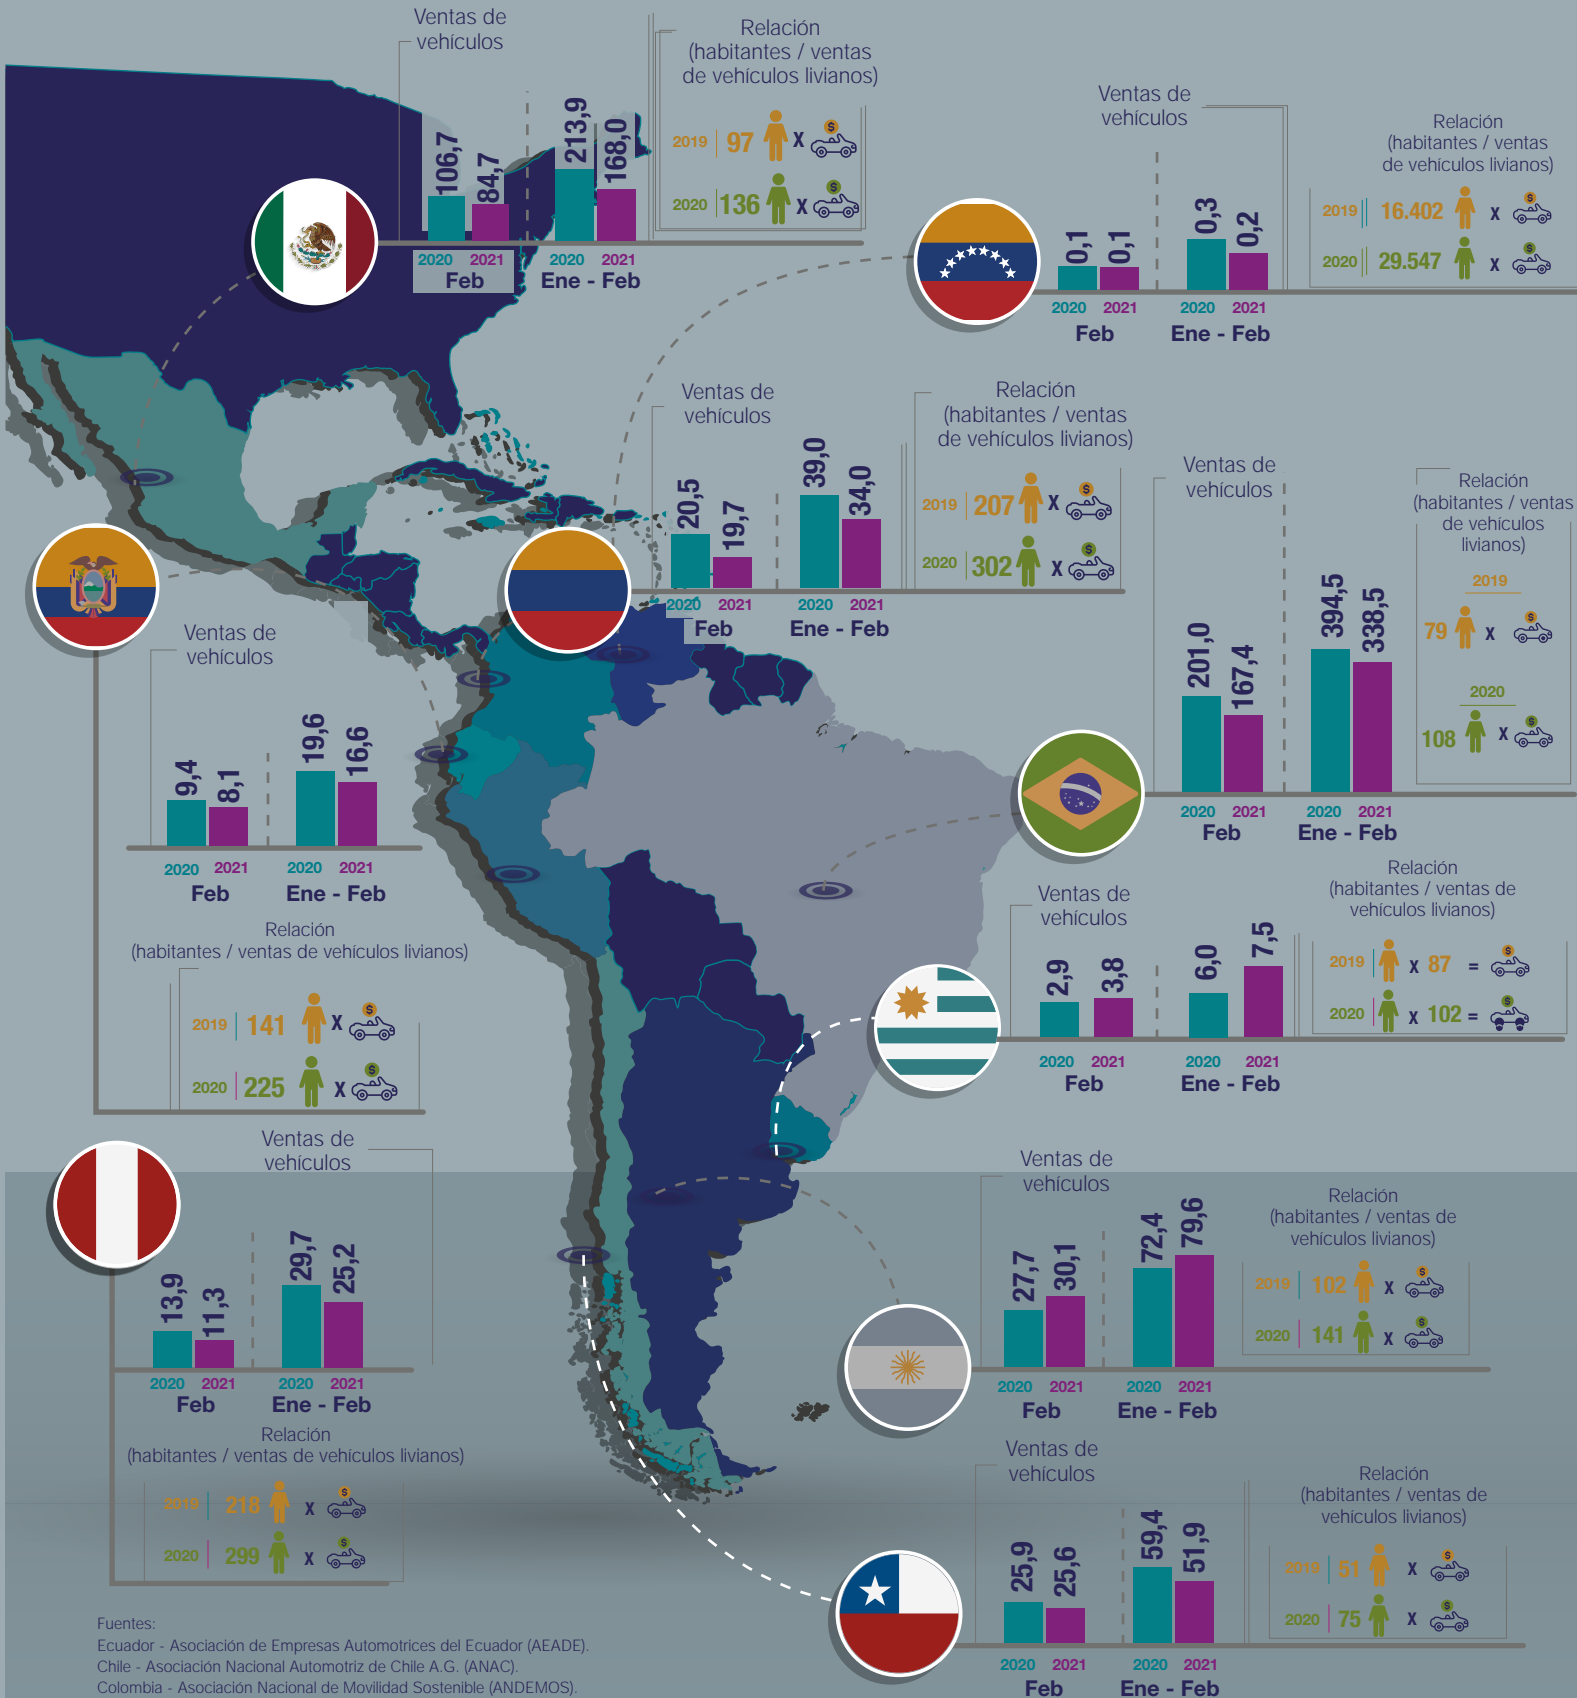 Ventas de
vehículos
106,7
84,7
213,9
168,0
2020 2021
Feb
2020 2021
Ene - Feb
Relación
(habitantes / ventas
de vehículos livianos)
2019 97 X $
2020 136 X $
Ventas de
vehículos
0,1
0,1
0,3
0,2
2020 2021
Feb
2020 2021
Ene - Feb
Relación
(habitantes / ventas
de vehículos livianos)
2019 16.402 X $
2020 29.547 X $
Ventas de
vehículos
20,5
19,7
39,0
34,0
2020 2021
Feb
2020 2021
Ene - Feb
Relación
(habitantes / ventas
de vehículos livianos)
2019 207 X $
2020 302 X $
Ventas de
vehículos
201,0
167,4
394,5
338,5
2020 2021
Feb
2020 2021
Ene - Feb
Relación
(habitantes / ventas
de vehículos
livianos)
2019
79 X $
2020
108 X $
Ventas de
vehículos
9,4
8,1
19,6
16,6
2020 2021
Feb
2020 2021
Ene - Feb
Relación
(habitantes / ventas de vehículos livianos)
2019 141 X $
2020 225 X $
Ventas de
vehículos
2,9
3,8
6,0
7,5
2020 2021
Feb
2020 2021
Ene - Feb
Relación
(habitantes / ventas de
vehículos livianos)
2019 X 87 = $
2020 X 102 = $
Ventas de
vehículos
13,9
11,3
29,7
25,2
2020 2021
Feb
2020 2021
Ene - Feb
Relación
(habitantes / ventas de vehículos livianos)
2019 218 X $
2020 299 X $
Ventas de
vehículos
27,7
30,1
72,4
79,6
2020 2021
Feb
2020 2021
Ene - Feb
Relación
(habitantes / ventas de
vehículos livianos)
2019 102 X $
2020 141 X $
Ventas de
vehículos
25,9
25,6
59,4
51,9
2020 2021
Feb
2020 2021
Ene - Feb
Relación
(habitantes / ventas de
vehículos livianos)
2019 51 X $
2020 75 X $
Fuentes:
Ecuador - Asociación de Empresas Automotrices del Ecuador (AEADE).
Chile - Asociación Nacional Automotriz de Chile A.G. (ANAC).
Colombia - Asociación Nacional de Movilidad Sostenible (ANDEMOS).